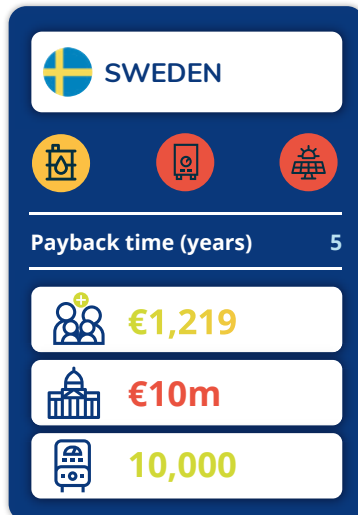 SWEDEN
Payback time (years) 5
€1,219
€10m
10,000